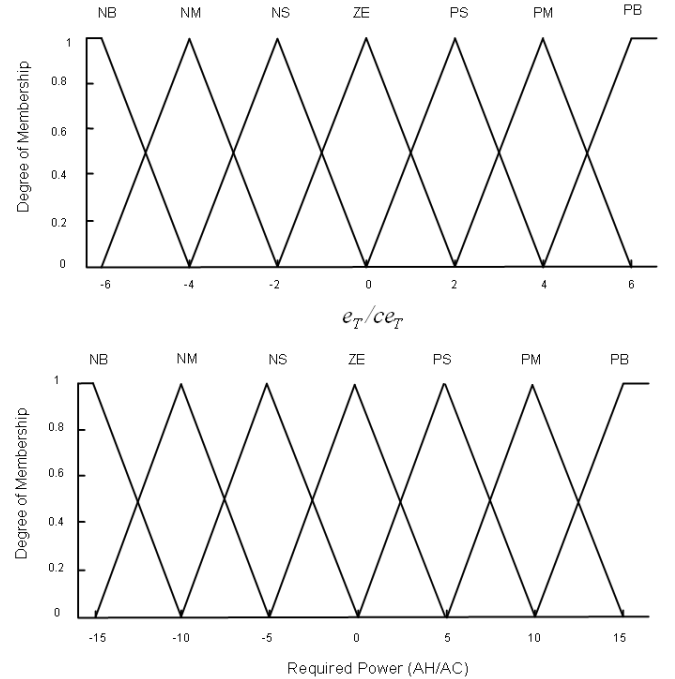 NB NM NS ZE PS PM PB
1
0.8
0.6
0.4
0.2
0
Degree of Membership
-6 -4 -2 0 2 4 6
e_T/ce_T
NB NM NS ZE PS PM PB
1
0.8
0.6
0.4
0.2
0
Degree of Membership
-15 -10 -5 0 5 10 15
Required Power (AH/AC)